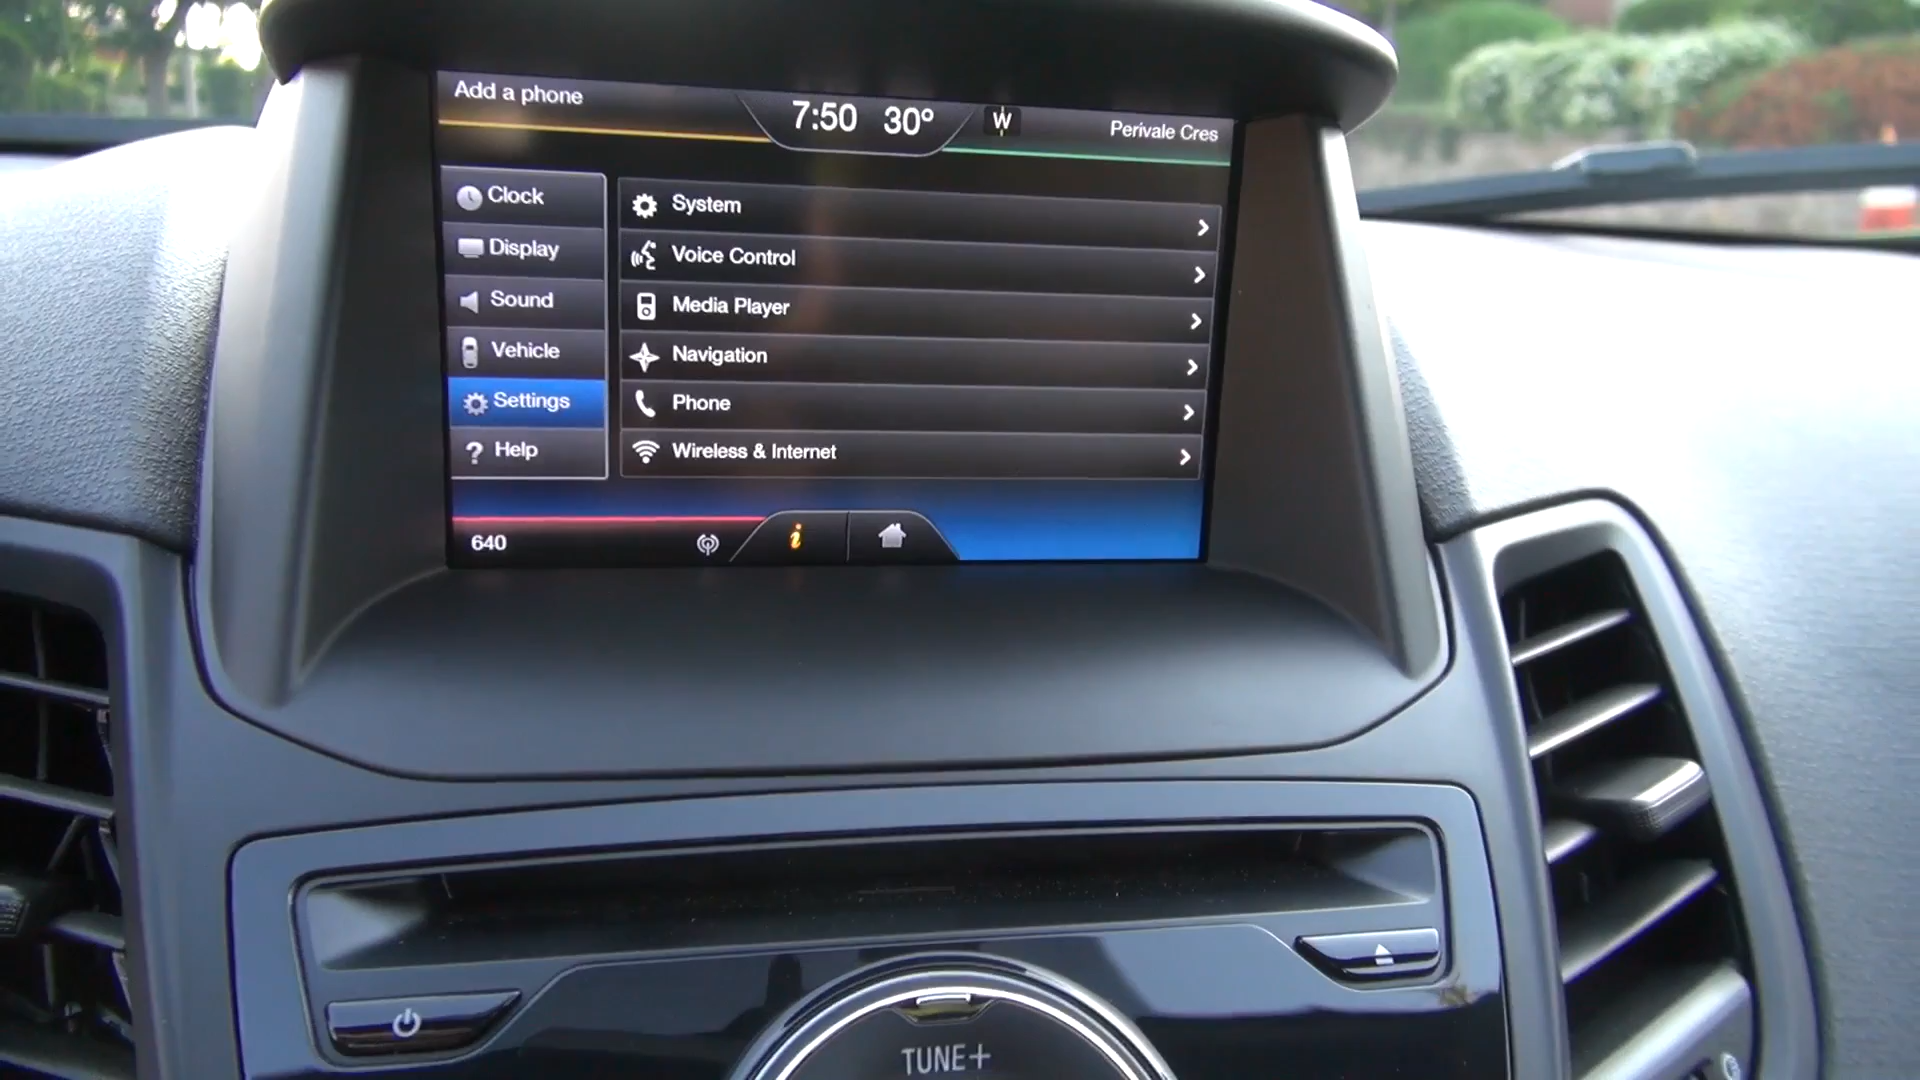 Add a phone
7:50 30° W
Perivale Cres
Clock
Display
Sound
Vehicle
Settings
? Help
System
Voice Control
Media Player
Navigation
Phone
Wireless & Internet
640
i
TUNE+